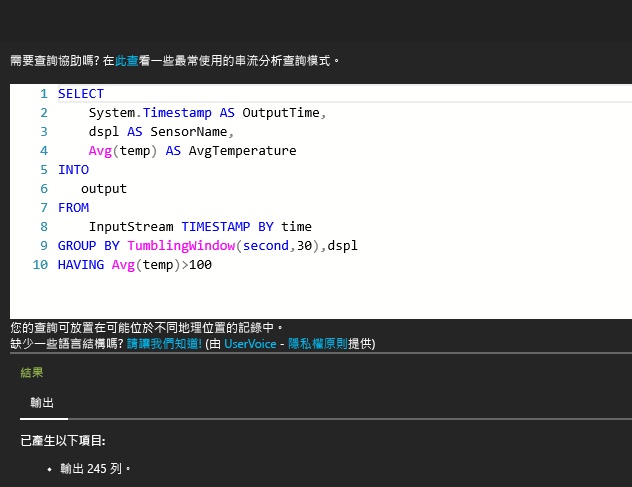 需要查詢協助嗎? 在此查看一些最常使用的串流分析查詢模式。
1 SELECT
2 System.Timestamp AS OutputTime,
3 dspl AS SensorName,
4 Avg(temp) AS AvgTemperature
5 INTO
6 output
7 FROM
8 InputStream TIMESTAMP BY time
9 GROUP BY TumblingWindow(second,30),dspl
10 HAVING Avg(temp)>100
您的查詢可放置在可能位於不同地理位置的記錄中。
缺少一些語言結構嗎? 請讓我們知道! (由 UserVoice - 隱私權原則提供)
結果
輸出
已產生以下項目:
• 輸出 245 列。